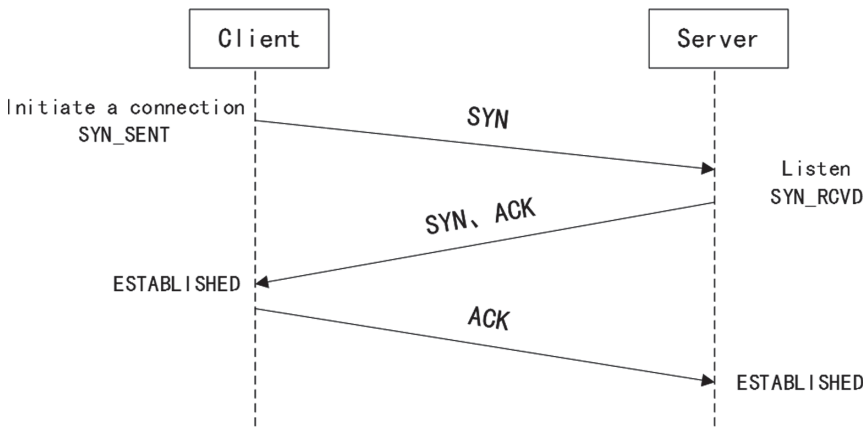 Client
Server
Initiate a connection
SYN_SENT
SYN
Listen
SYN_RCVD
SYN、ACK
ESTABLISHED
ACK
ESTABLISHED